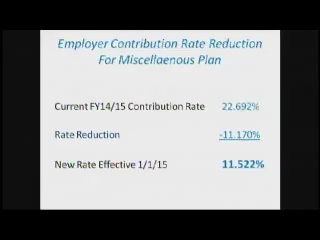 Employer Contribution Rate Reduction
For Miscellaenous Plan
Current FY14/15 Contribution Rate 22.692%
Rate Reduction -11.170%
New Rate Effective 1/1/15 11.522%